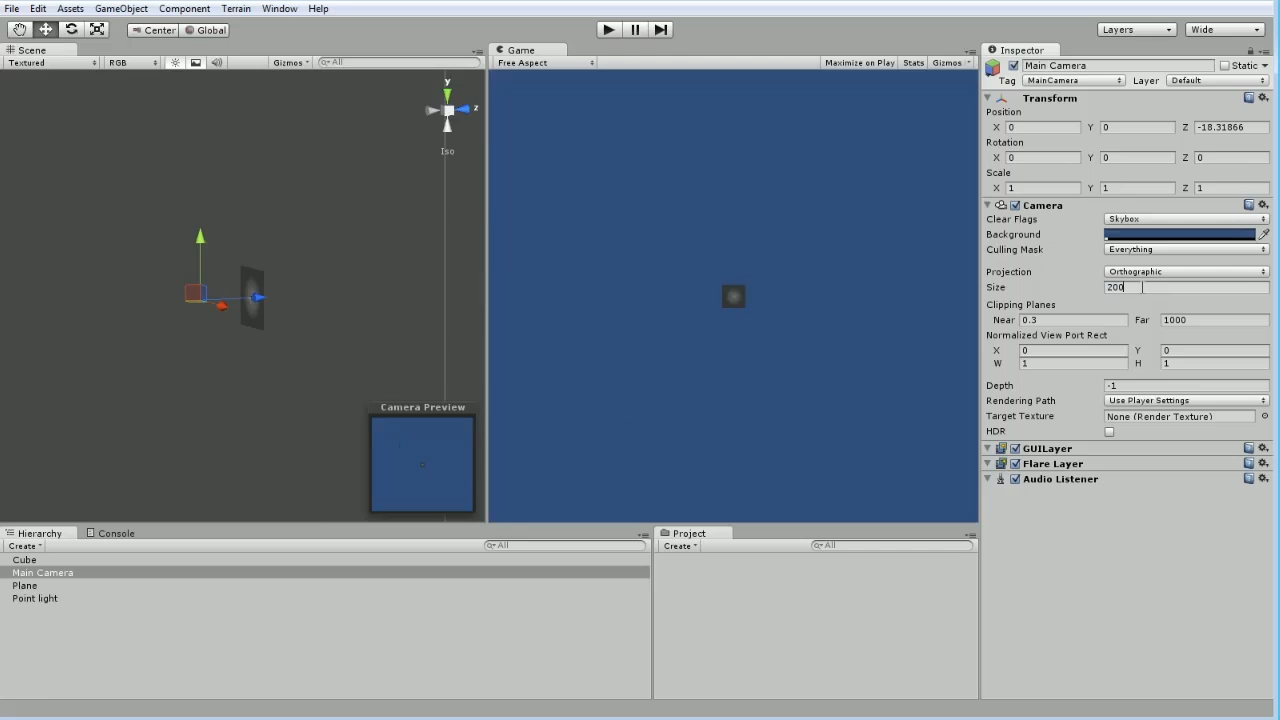 File Edit Assets GameObject Component Terrain Window Help
Center Global Layers Wide
Scene Game Inspector
Textured RGB Gizmos All Free Aspect Maximize on Play Stats Gizmos
Main Camera Static
Tag MainCamera Layer Default
Transform
Position
X 0 Y 0 Z -18.31866
Rotation
X 0 Y 0 Z 0
Scale
X 1 Y 1 Z 1
y
z
Iso
Camera
Clear Flags Skybox
Background
Culling Mask Everything
Projection Orthographic
Size 200
Clipping Planes
Near 0.3 Far 1000
Normalized View Port Rect
X 0 Y 0
W 1 H 1
Depth -1
Rendering Path Use Player Settings
Target Texture None (Render Texture)
HDR
GUILayer
Flare Layer
Audio Listener
Camera Preview
Hierarchy Console Project
Create All Create All
Cube
Main Camera
Plane
Point light